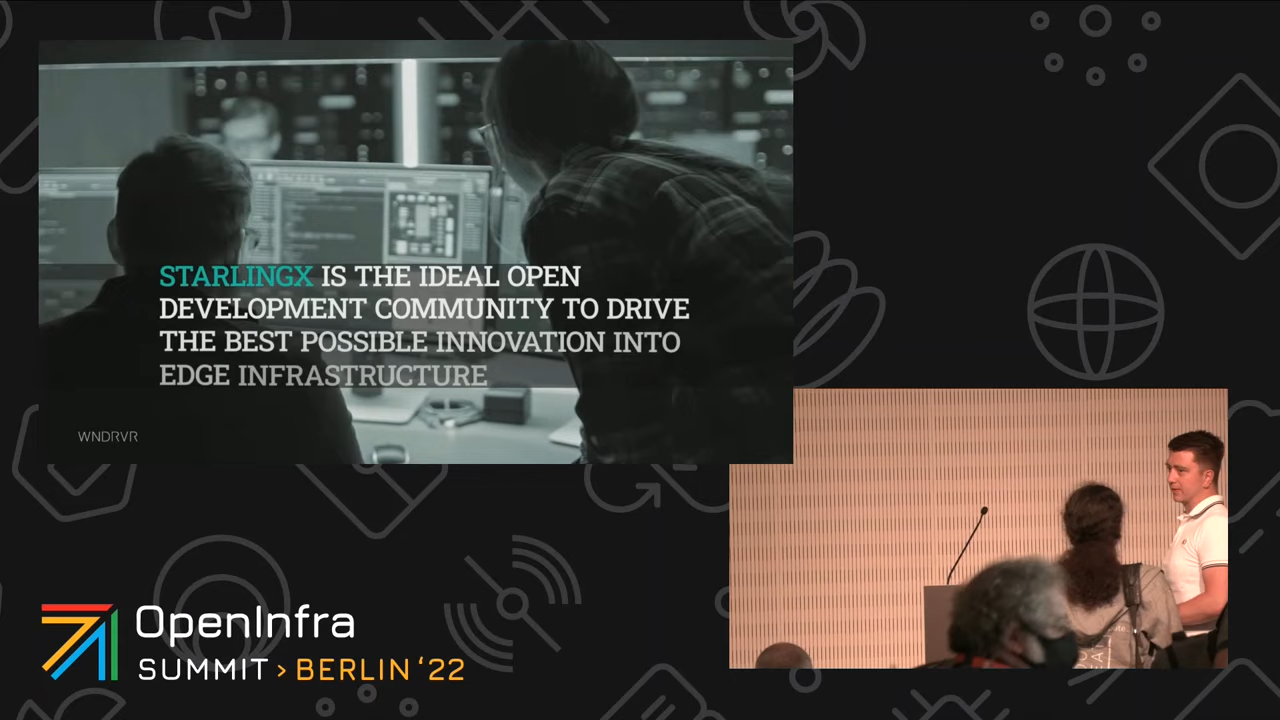 STARLINGX IS THE IDEAL OPEN
DEVELOPMENT COMMUNITY TO DRIVE
THE BEST POSSIBLE INNOVATION INTO
EDGE INFRASTRUCTURE
WNDRVR
OpenInfra
SUMMIT > BERLIN ‘22